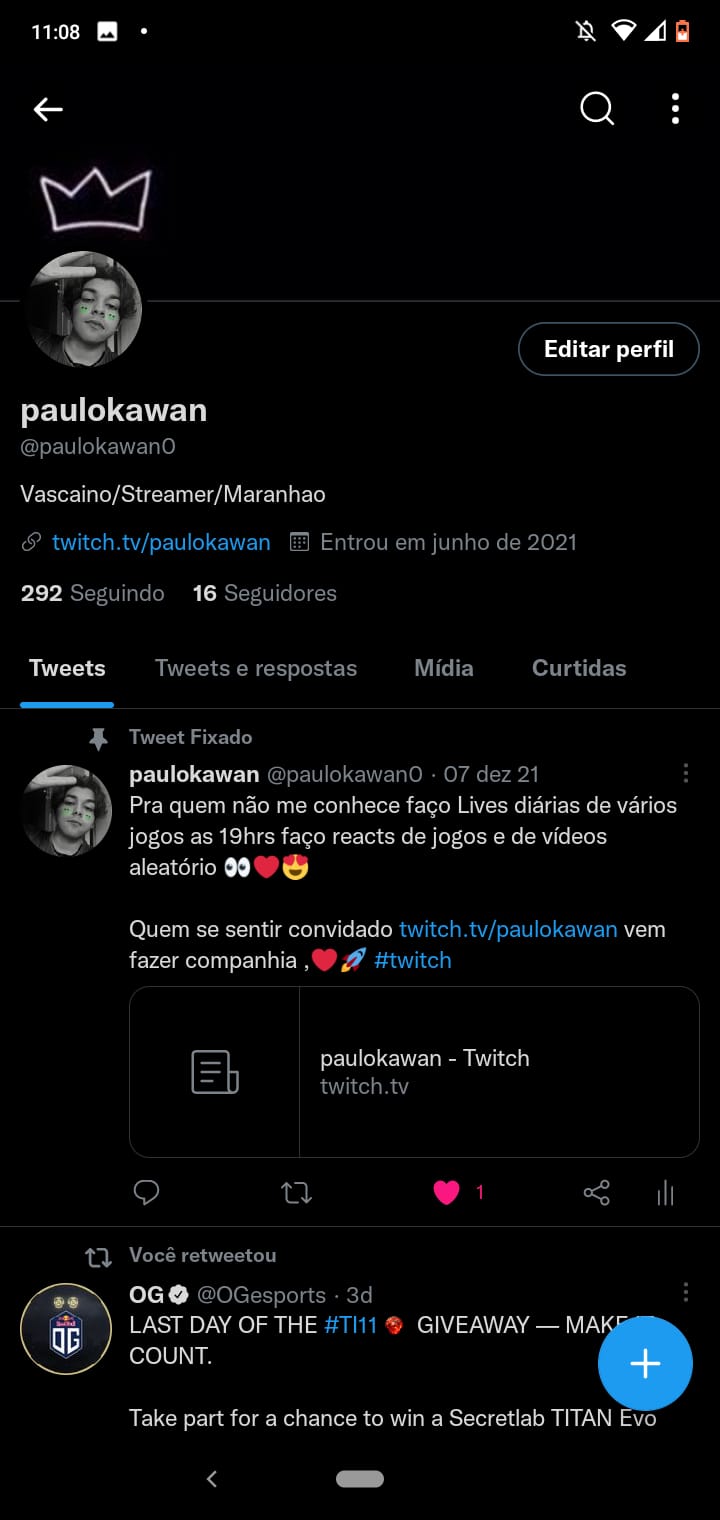 11:08
Editar perfil
paulokawan
@paulokawan0
Vascaino/Streamer/Maranhao
twitch.tv/paulokawan Entrou em junho de 2021
292 Seguindo 16 Seguidores
Tweets Tweets e respostas Mídia Curtidas
Tweet Fixado
paulokawan @paulokawan0 · 07 dez 21
Pra quem não me conhece faço Lives diárias de vários
jogos as 19hrs faço reacts de jogos e de vídeos
aleatório 👀❤️😍
Quem se sentir convidado twitch.tv/paulokawan vem
fazer companhia ,❤️🚀 #twitch
paulokawan - Twitch
twitch.tv
1
Você retweetou
OG @OGesports · 3d
LAST DAY OF THE #TI11 GIVEAWAY — MAKE
COUNT.
Take part for a chance to win a Secretlab TITAN Evo
OG